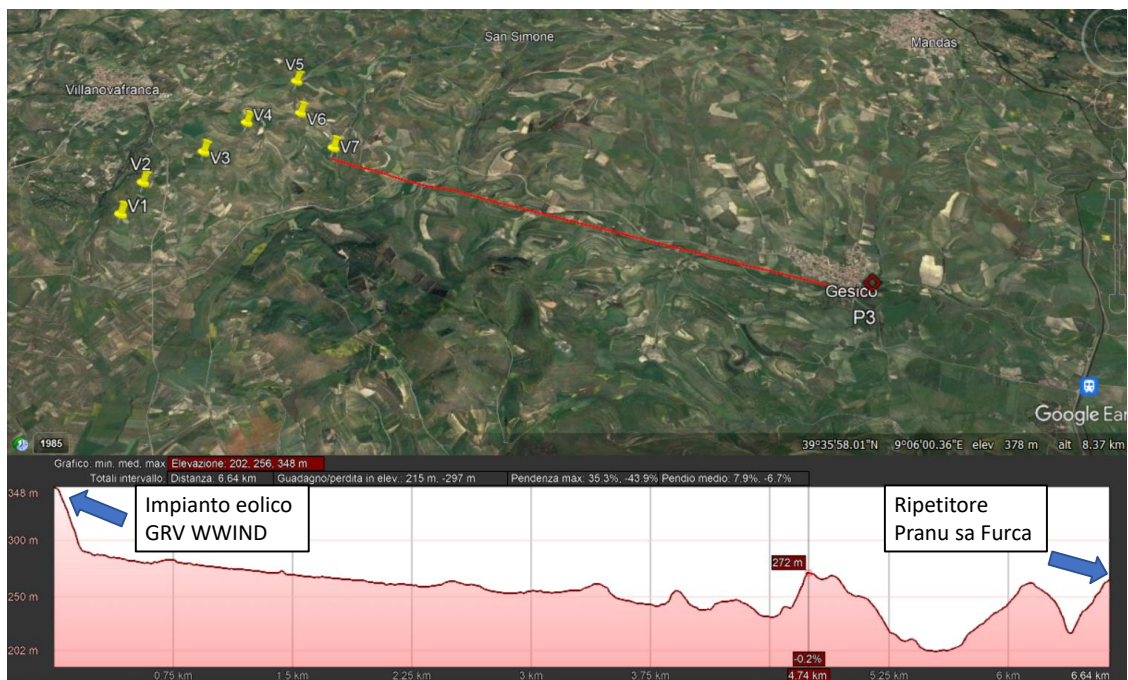 San Simone
Mandas
V5
Villanovafranca
V4
V6
V7
V3
V2
V1
Gesico
P3
Google Ear
1985
39°35'58.01"N 9°06'00.36"E elev 378 m alt 8.37 km
Grafico: min. med. max. Elevazione: 202, 256, 348 m
Totali intervallo: Distanza: 6.64 km Guadagno/perdita in elev.: 215 m. -297 m Pendenza max: 35.3%, -43.9% Pendio medio: 7.9%, -6.7%
348 m
Impianto eolico
GRV WWIND
Ripetitore
Pranu sa Furca
300 m
272 m
250 m
202 m
-0.2%
0.75 km 1.5 km 2.25 km 3 km 3.75 km 4.74 km 5.25 km 6 km 6.64 km